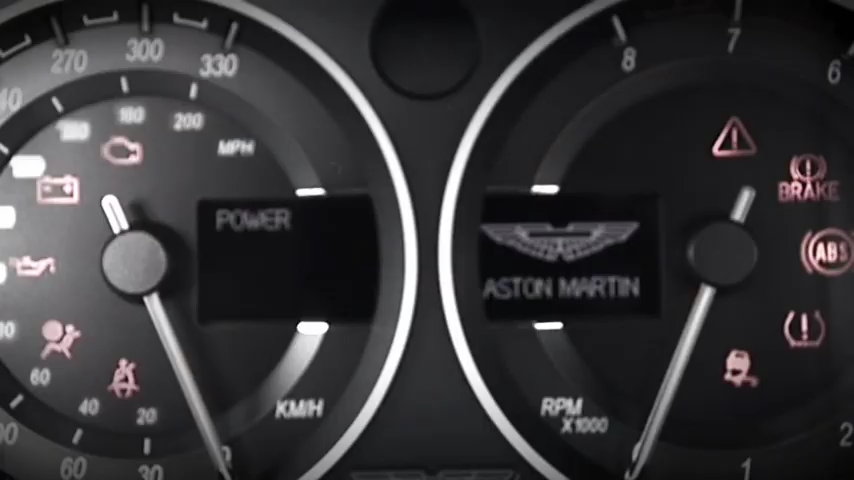 270
300
330
180
200
MPH
POWER
60
40
20
KM/H
60
30
8
7
6
BRAKE
ABS
ASTON MARTIN
RPM
X1000
1
2